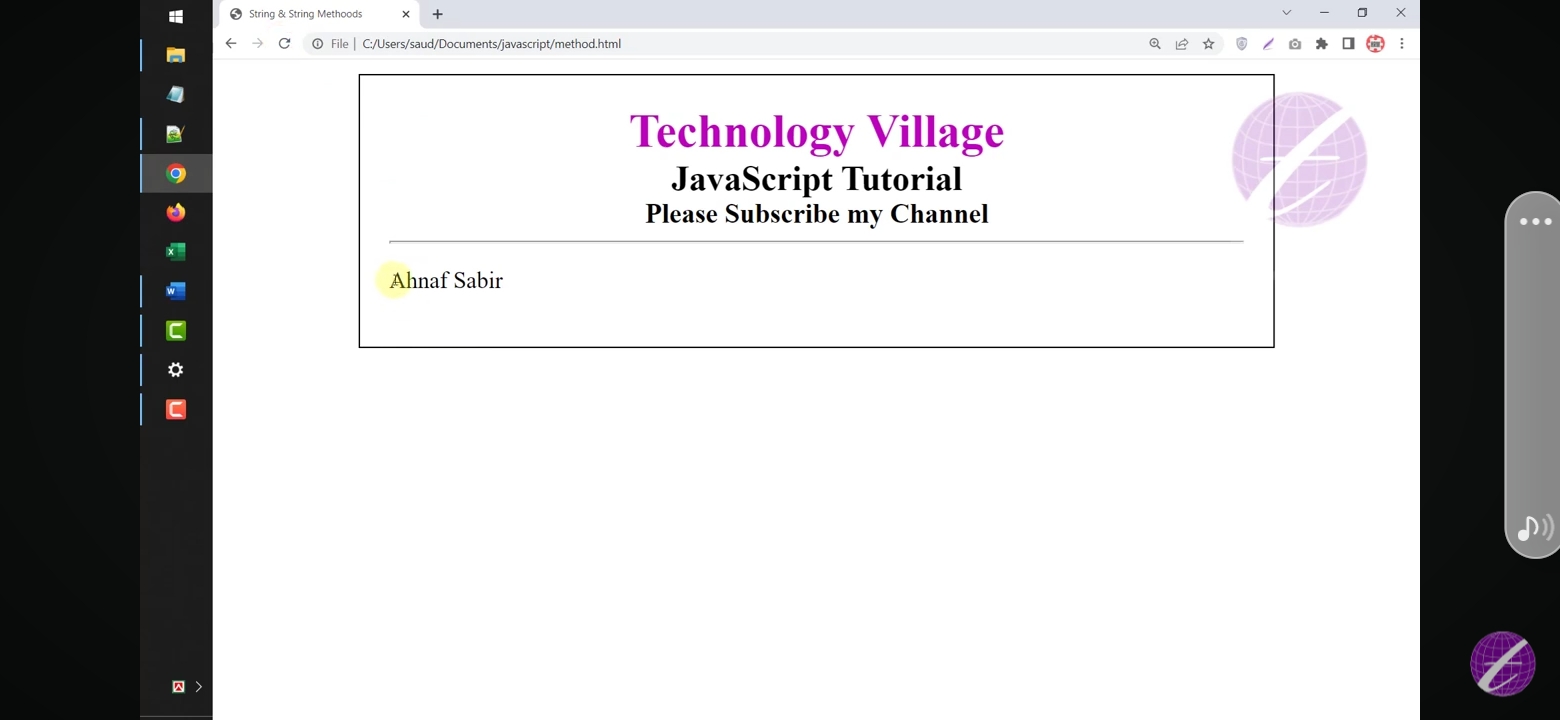 String & String Methoods
File | C:/Users/saud/Documents/javascript/method.html
Technology Village
JavaScript Tutorial
Please Subscribe my Channel
Ahnaf Sabir